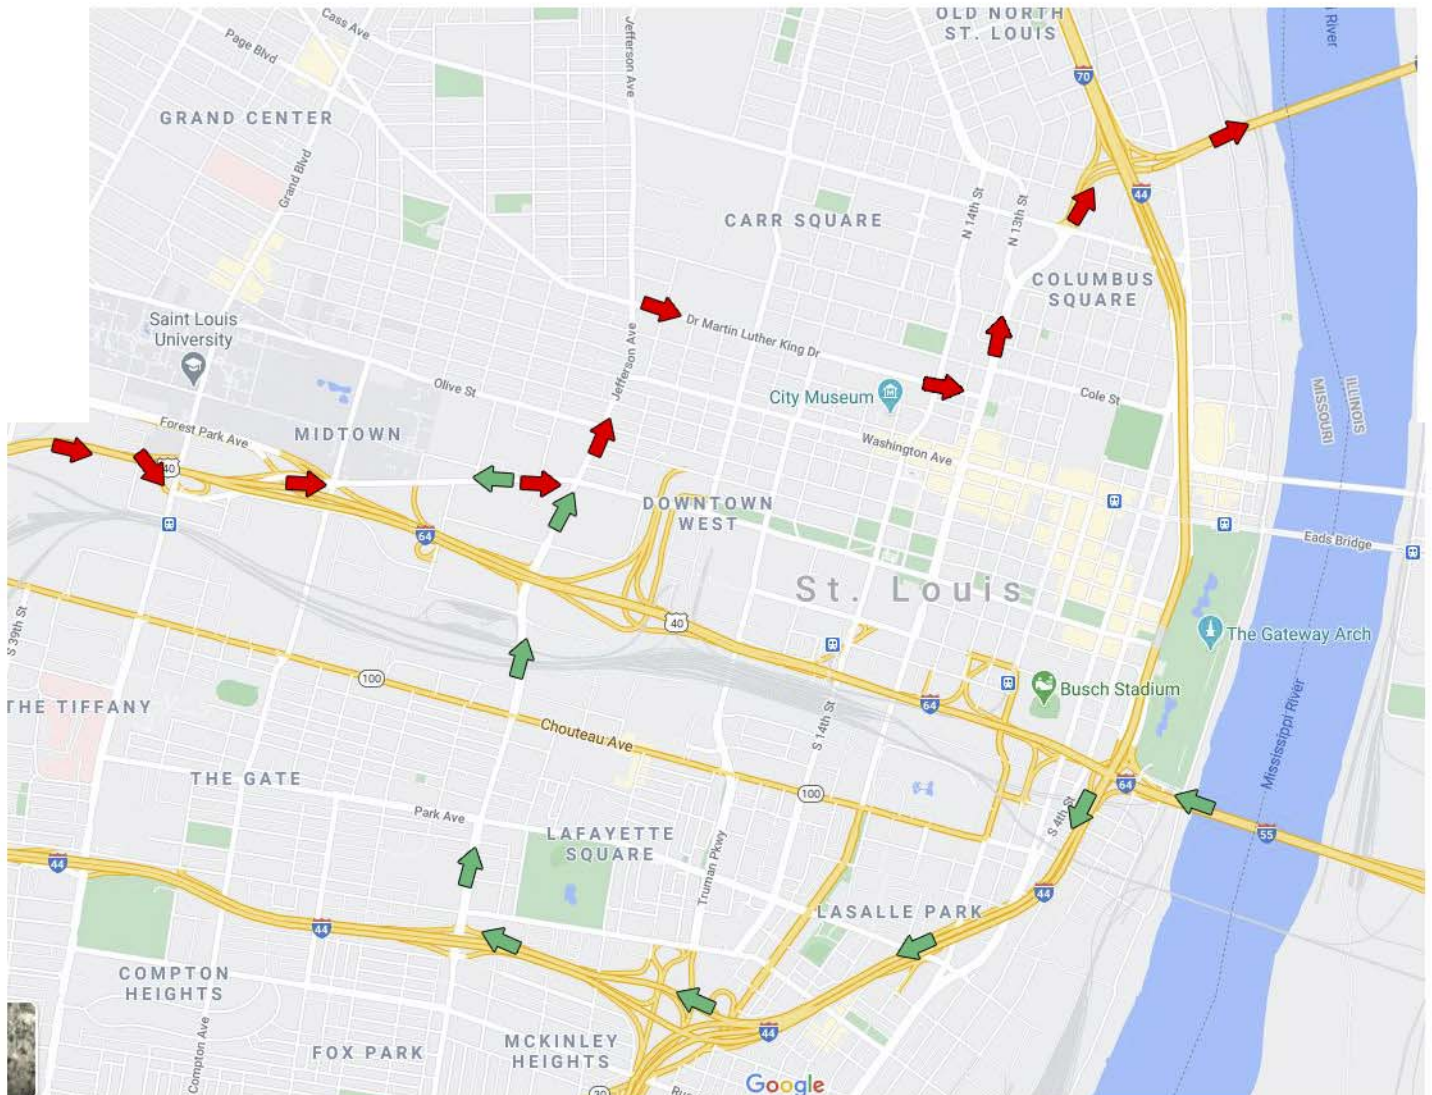 OLD NORTH
ST. LOUIS
River
Cass Ave
Page Blvd
Jefferson Ave
70
GRAND CENTER
Grand Blvd
44
N 14th St
N 13th St
CARR SQUARE
COLUMBUS
SQUARE
Saint Louis
University
Dr Martin Luther King Dr
Jefferson Ave
Olive St
City Museum
Cole St
ILLINOIS
MISSOURI
Forest Park Ave
MIDTOWN
Washington Ave
40
DOWNTOWN
WEST
64
Eads Bridge
St. Louis
S 39th St
40
The Gateway Arch
100
THE TIFFANY
Busch Stadium
64
Chouteau Ave
S 14th St
Mississippi River
THE GATE
100
64
Park Ave
S 4th St
55
LAFAYETTE
SQUARE
Truman Pkwy
44
44
LASALLE PARK
44
COMPTON
HEIGHTS
44
FOX PARK
MCKINLEY
HEIGHTS
Compton Ave
30
Google